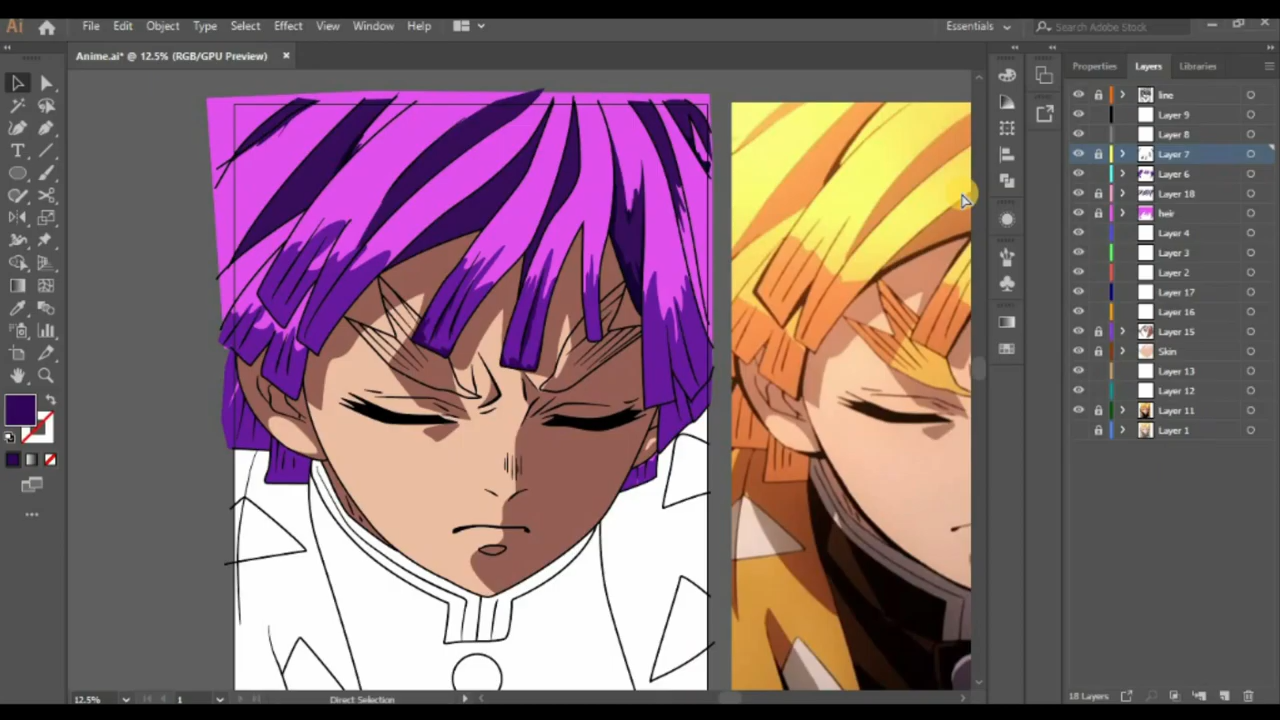 Ai File Edit Object Type Select Effect View Window Help Essentials Search Adobe Stock
Anime.ai* @ 12.5% (RGB/GPU Preview) ×
Properties Layers Libraries
line
Layer 9
Layer 8
Layer 7
Layer 6
Layer 18
heir
Layer 4
Layer 3
Layer 2
Layer 17
Layer 16
Layer 15
Skin
Layer 13
Layer 12
Layer 11
Layer 1
12.5% 1 Direct Selection
18 Layers